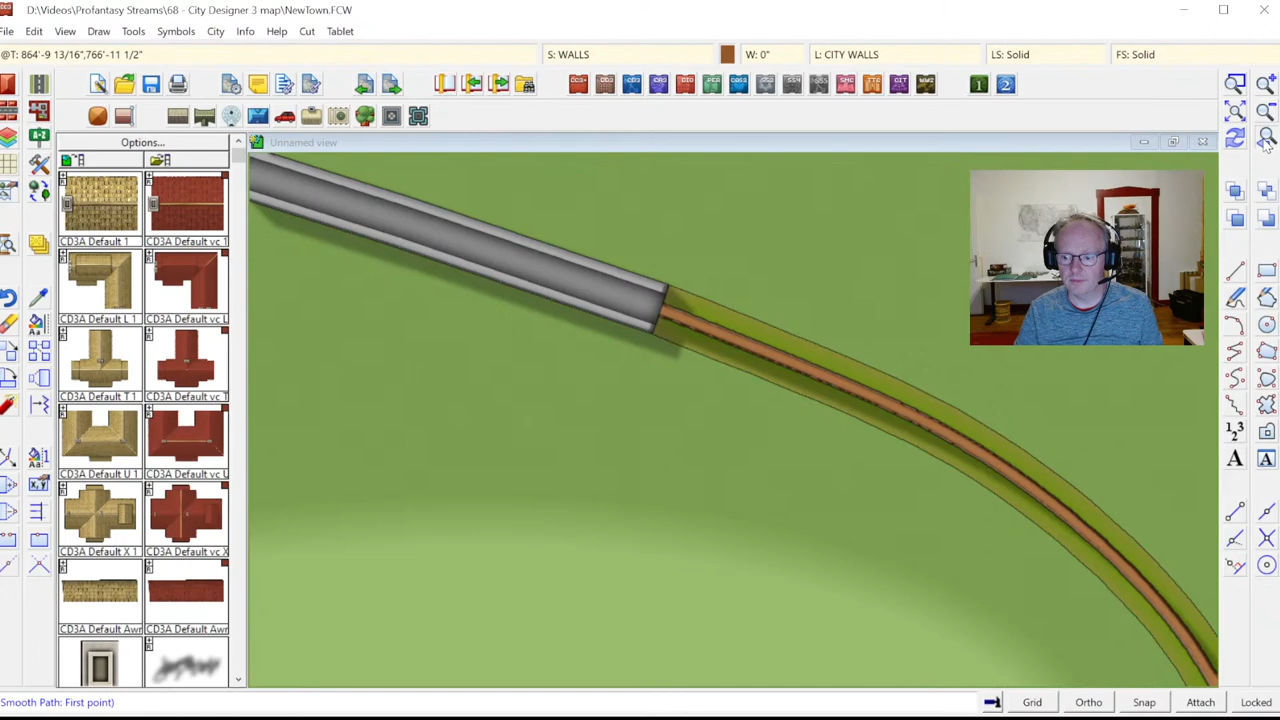 D:\Videos\Profantasy Streams\68 - City Designer 3 map\NewTown.FCW
File Edit View Draw Tools Symbols City Info Help Cut Tablet
@T: 864'-9 13/16",766'-11 1/2" S: WALLS W: 0" L: CITY WALLS LS: Solid FS: Solid
Options... Unnamed view
CD3A Default 1 CD3A Default vc 1
CD3A Default L 1 CD3A Default vc L
CD3A Default T 1 CD3A Default vc T
CD3A Default U 1 CD3A Default vc U
CD3A Default X 1 CD3A Default vc X
CD3A Default Awr CD3A Default Awr
Smooth Path: First point) Grid Ortho Snap Attach Locked